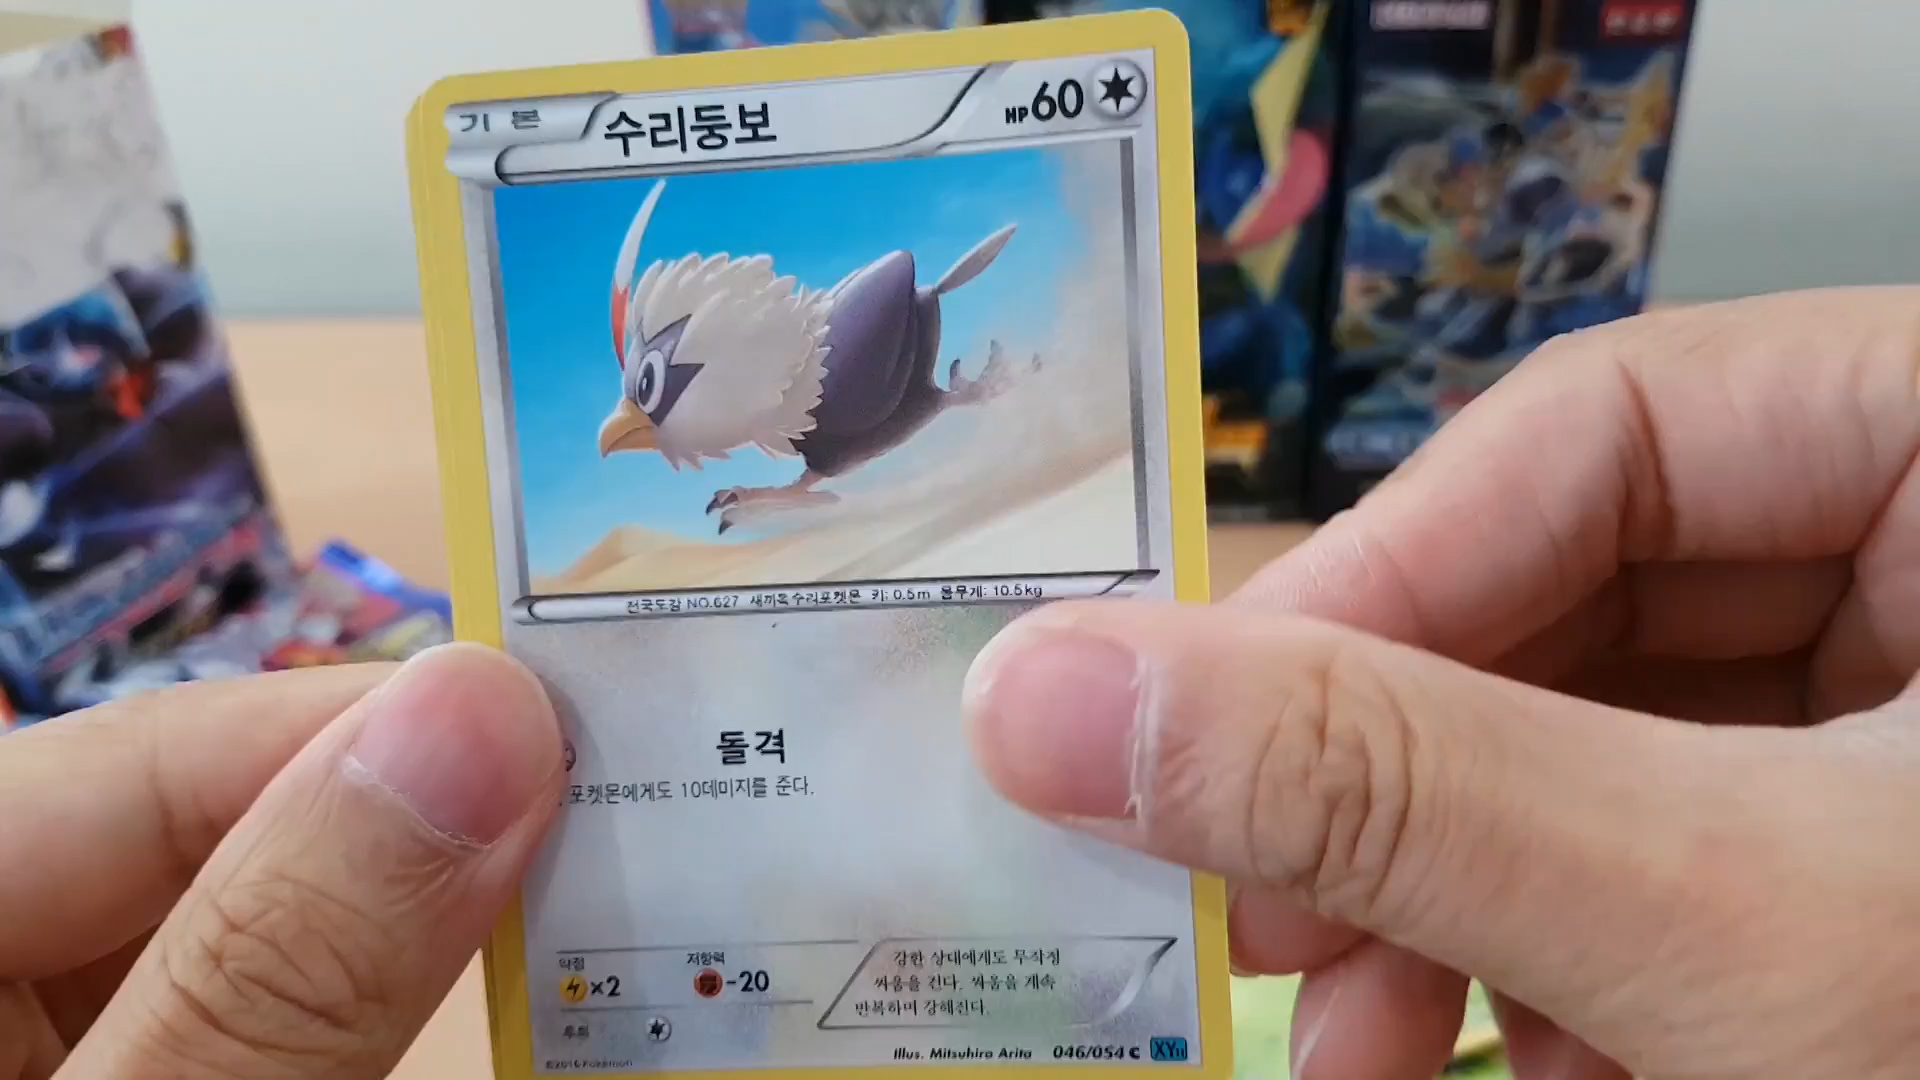 기본 수리둥보 HP60
전국도감 NO.627 새끼독수리포켓몬 키: 0.5m 몸무게: 10.5kg
돌격
포켓몬에게도 10데미지를 준다.
약점 저항력
×2 -20
강한 상대에게도 무작정
싸움을 건다. 싸움을 계속
반복하며 강해진다.
후퇴
©2016 Pokémon
Illus. Mitsuhiro Arita 046/054 C XY11